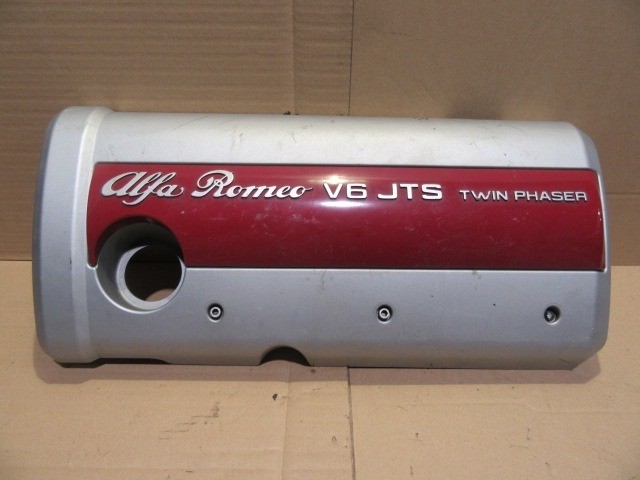 Alfa Romeo V6 JTS TWIN PHASER